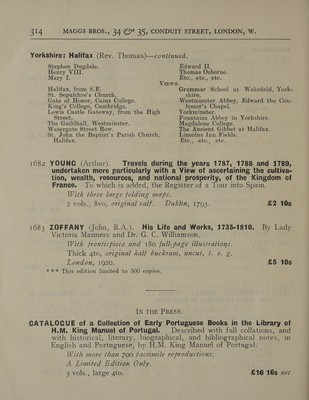 314 MAGGS BROS., 34 & 35, CONDUIT STREET, LONDON, W.
Yorkshire: Halifax (Rev. Thomas)—continued.
Stephen Dugdale.
Henry VIII.
Mary I.
Edward II.
Thomas Osborne.
Etc., etc., etc.
Views.
Halifax, from S.E.
St. Sepulchre's Church.
Gate of Honor, Caius College.
King's College, Cambridge.
Lewis Castle Gateway, from the High
Street.
The Guildhall, Westminster.
Watergate Street Row.
St. John the Baptist's Parish Church,
Halifax.
Grammar School at Wakefield, York-
shire.
Westminster Abbey, Edward the Con-
fessor's Chapel.
Yorkminster.
Fountains Abbey in Yorkshire.
Magdalene College.
The Ancient Gibbet at Halifax.
Lincolns Inn Fields.
Etc., etc., etc.
1682 YOUNG (Arthur). Travels during the years 1787, 1788 and 1789,
undertaken more particularly with a View of ascertaining the cultiva-
tion, wealth, resources, and national prosperity, of the Kingdom of
France. To which is added, the Register of a Tour into Spain.
With three large folding maps.
2 vols., 8vo, original calf. Dublin, 1793. £2 10s
1683 ZOFFANY (John, R.A.). His Life and Works, 1735-1810. By Lady
Victoria Manners and Dr. G. C. Williamson.
With frontispiece and 180 full-page illustrations.
Thick 4to, original half buckram, uncut, t. e. g.
London, 1920. £5 10s
*** This edition limited to 500 copies.
In the Press.
CATALOGUE of a Collection of Early Portuguese Books in the Library of
H.M. King Manuel of Portugal. Described with full collations, and
with historical, literary, biographical, and bibliographical notes, in
English and Portuguese, by H.M. King Manuel of Portugal.
With more than 700 facsimile reproductions.
A Limited Edition Only.
3 vols., large 4to. £16 16s net